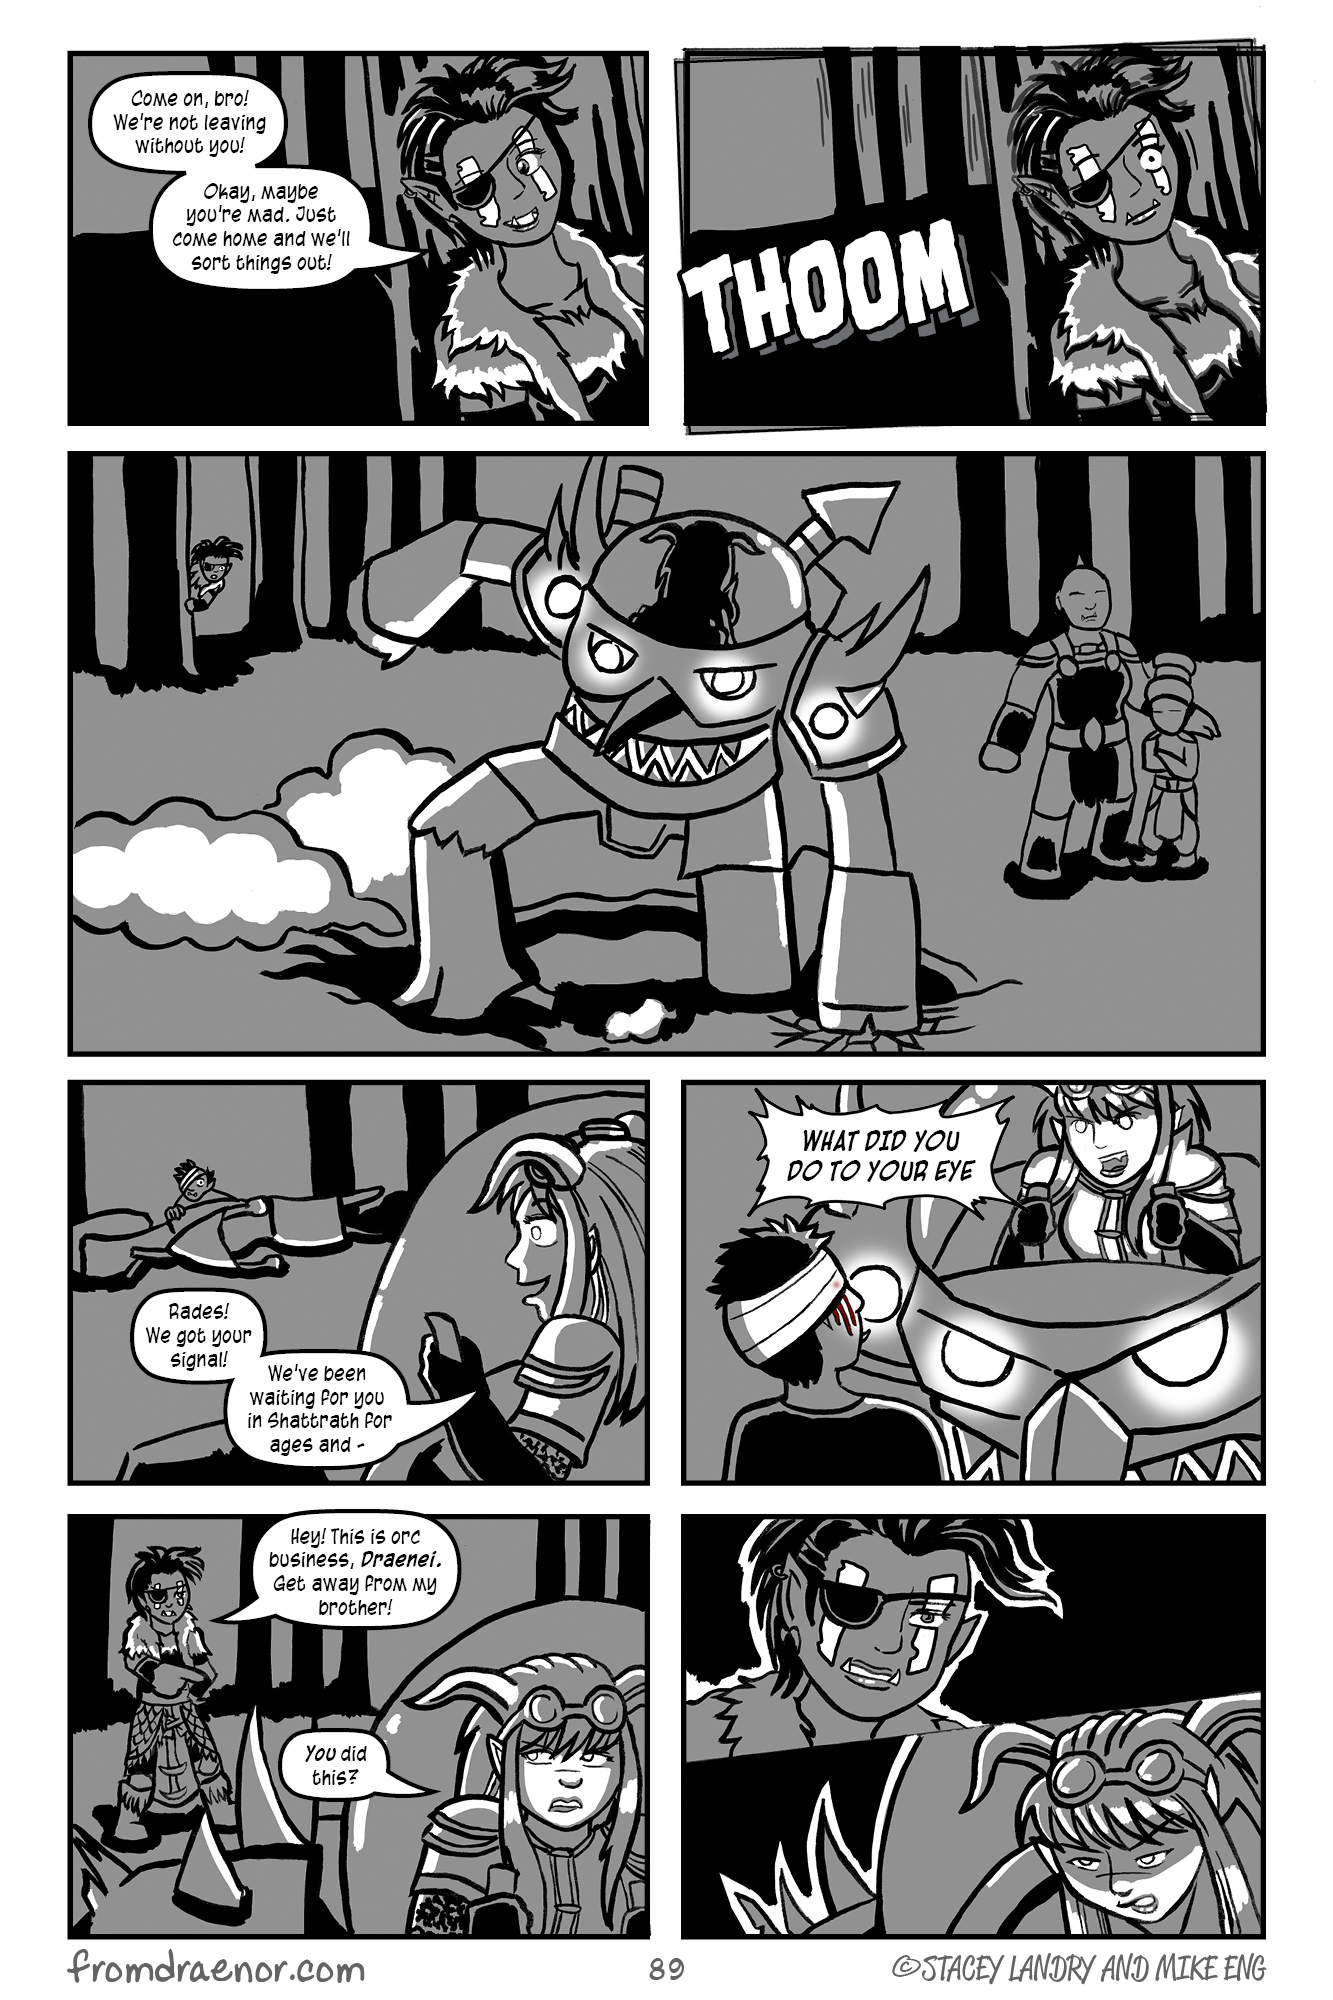 Come on, bro!
We're not leaving
without you!
Okay, maybe
you're mad. Just
come home and we'll
sort things out!
THOOM
Rades!
We got your
signal!
We've been
waiting for you
in Shattrath for
ages and -
WHAT DID YOU
DO TO YOUR EYE
Hey! This is orc
business, Draenei.
Get away from my
brother!
You did
this?
fromdraenor.com
89
©STACEY LANDRY AND MIKE ENG